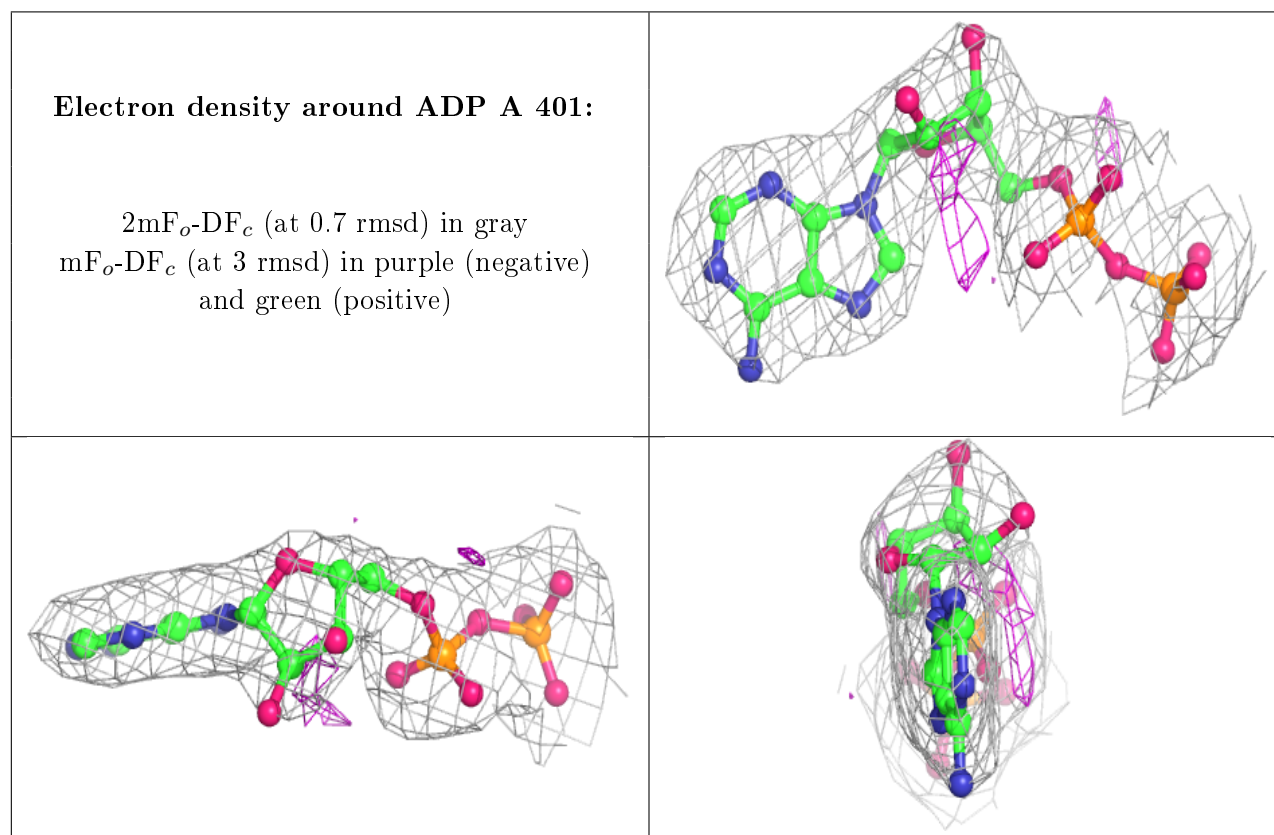 Electron density around ADP A 401:
2mFo-DFc (at 0.7 rmsd) in gray
mFo-DFc (at 3 rmsd) in purple (negative)
and green (positive)